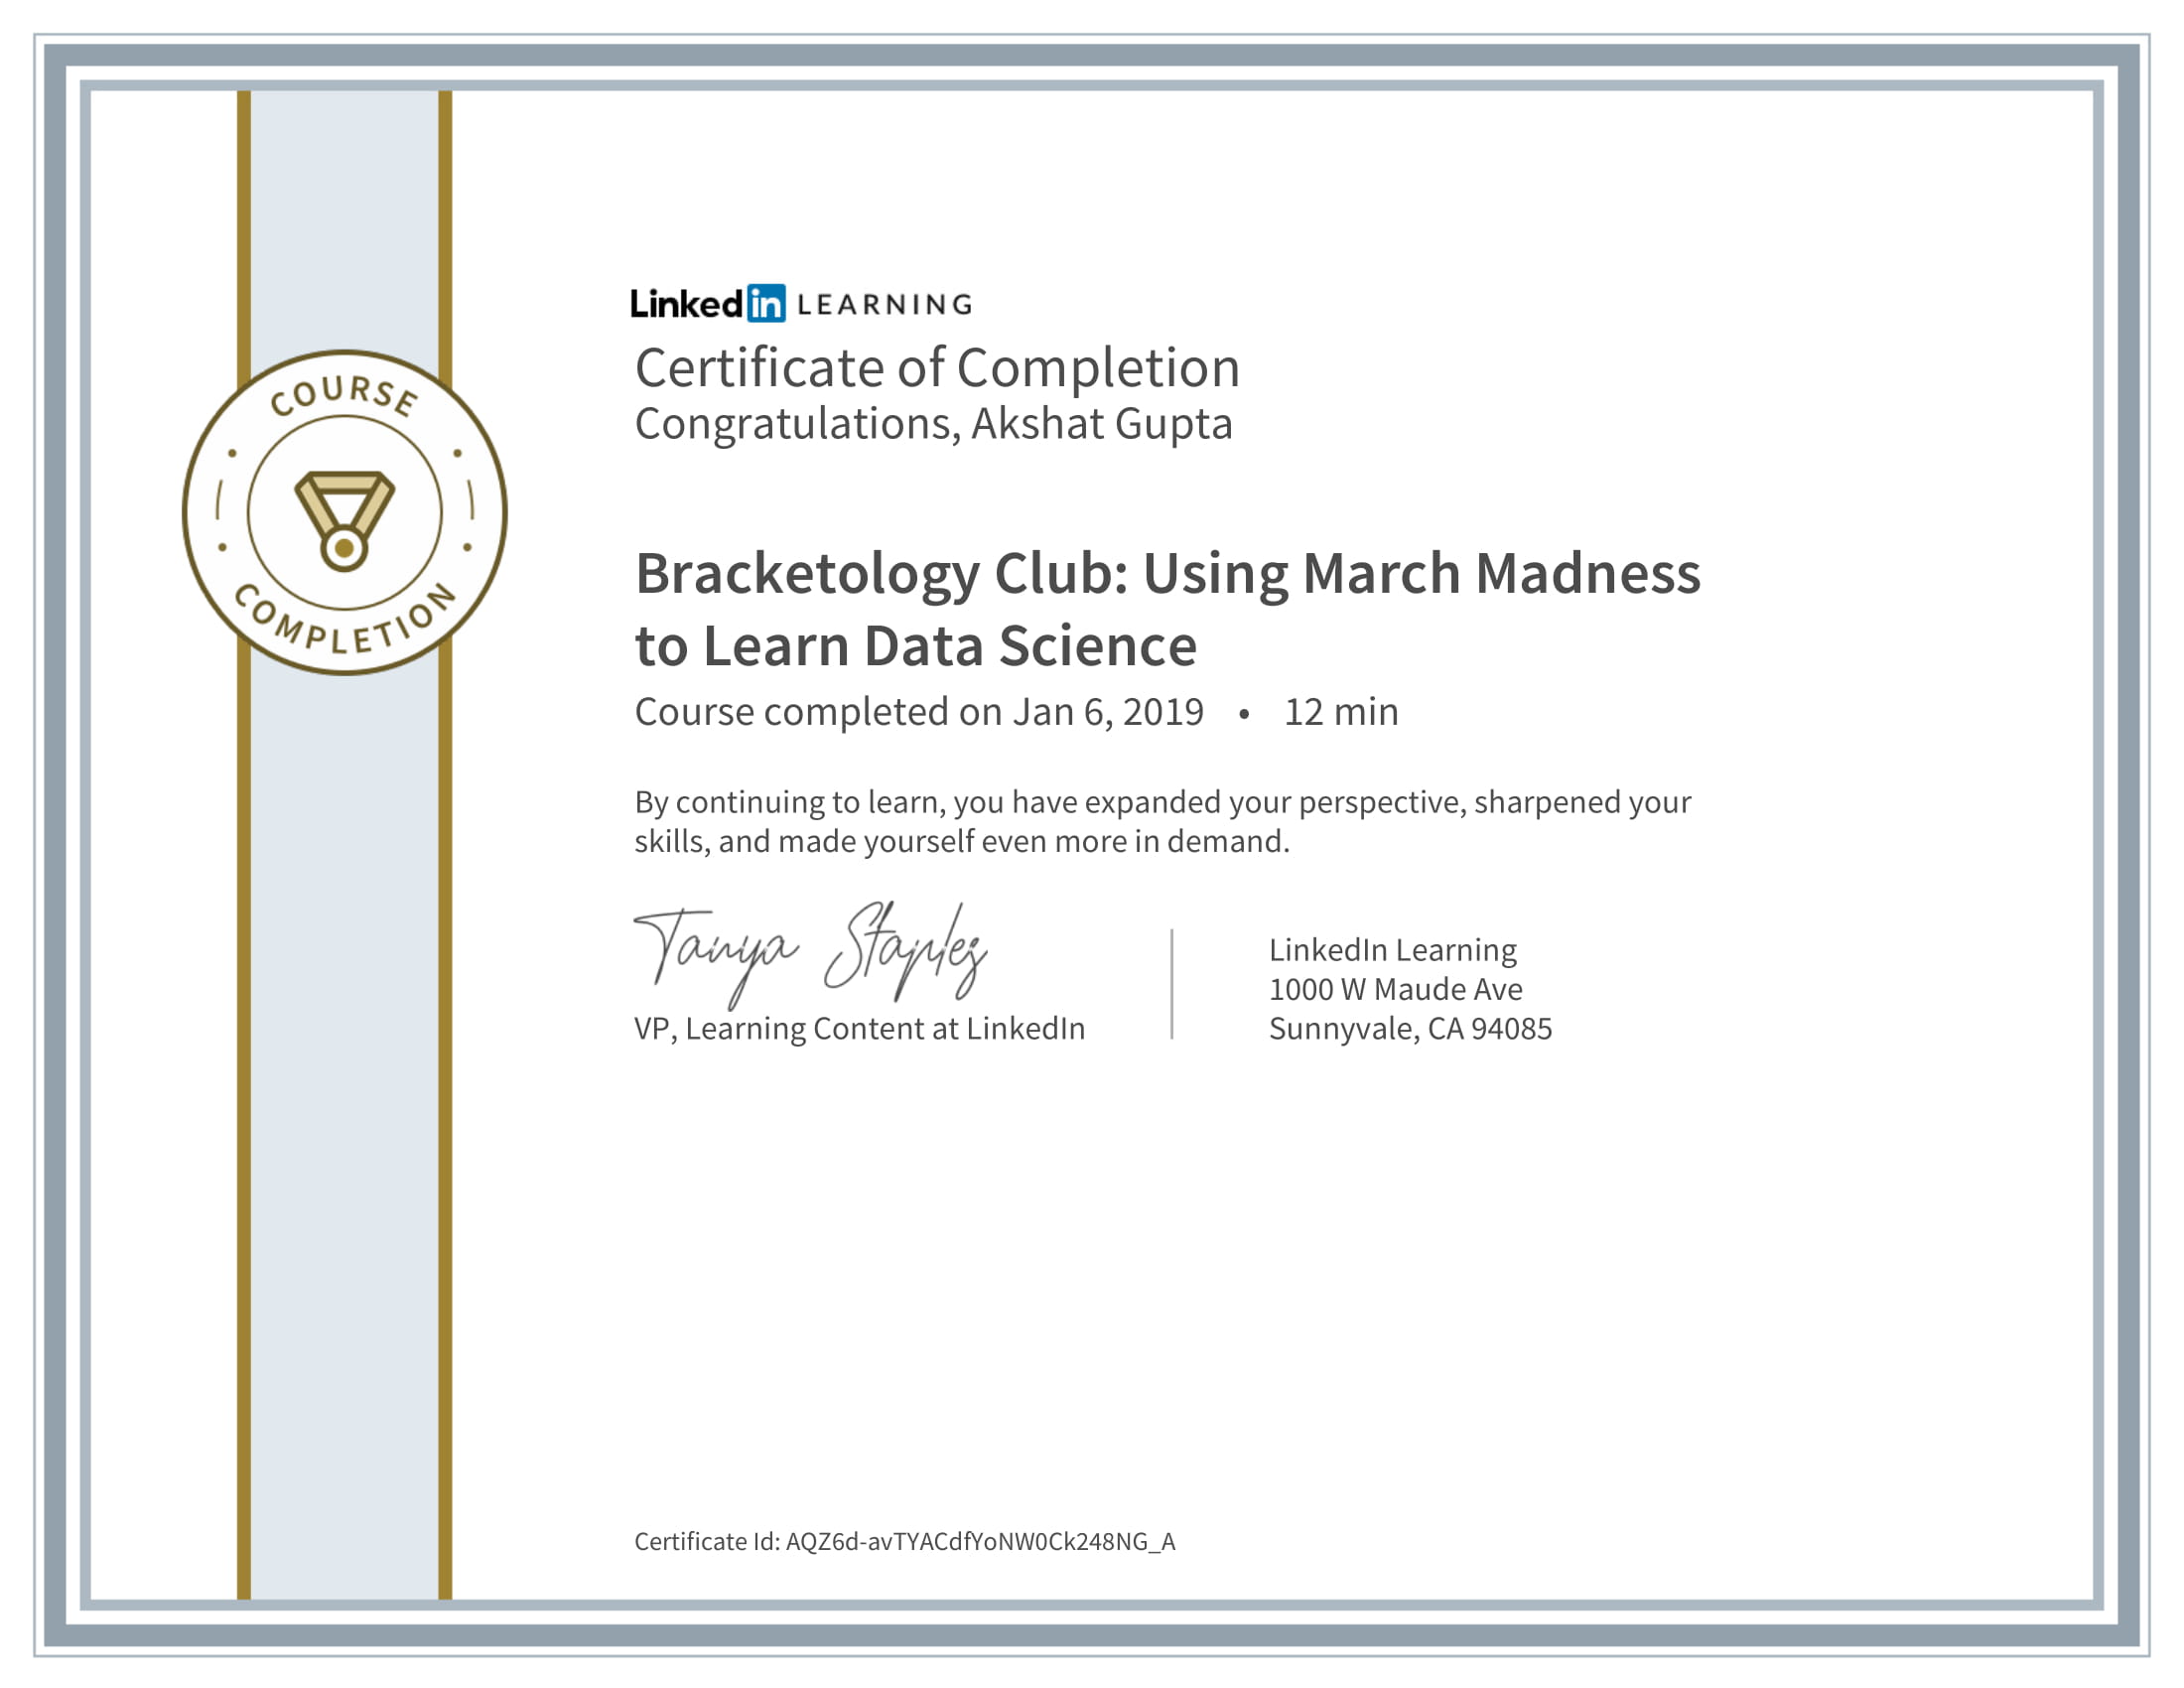 COURSE
COMPLETION
Linkedin LEARNING
Certificate of Completion
Congratulations, Akshat Gupta
Bracketology Club: Using March Madness
to Learn Data Science
Course completed on Jan 6, 2019 • 12 min
By continuing to learn, you have expanded your perspective, sharpened your
skills, and made yourself even more in demand.
Tanya Staples
VP, Learning Content at LinkedIn
LinkedIn Learning
1000 W Maude Ave
Sunnyvale, CA 94085
Certificate Id: AQZ6d-avTYACdfYoNW0Ck248NG_A